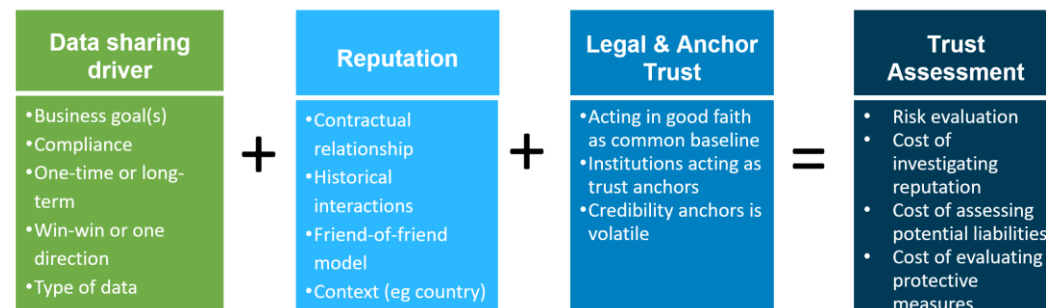 Data sharing
driver
•Business goal(s)
•Compliance
•One-time or long-
term
•Win-win or one
direction
•Type of data
+
Reputation
•Contractual
relationship
•Historical
interactions
•Friend-of-friend
model
•Context (eg country)
+
Legal & Anchor
Trust
•Acting in good faith
as common baseline
•Institutions acting as
trust anchors
•Credibility anchors is
volatile
=
Trust
Assessment
• Risk evaluation
• Cost of
investigating
reputation
• Cost of assessing
potential liabilities
• Cost of evaluating
protective
measures